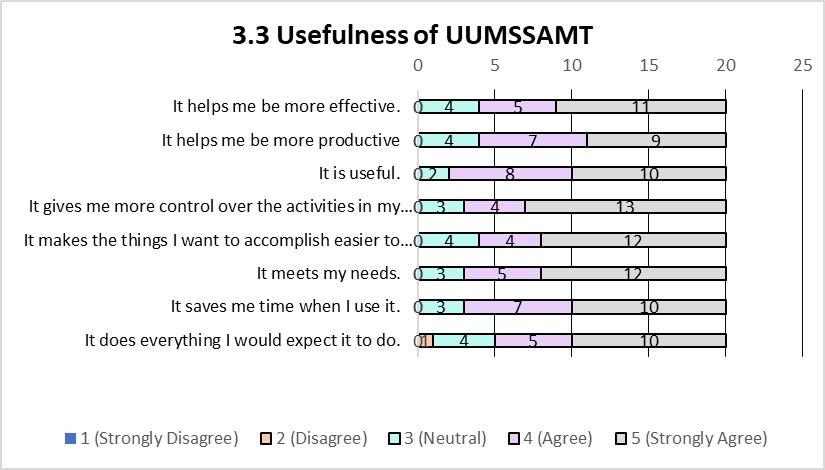 3.3 Usefulness of UUMSSAMT
0 5 10 15 20 25
It helps me be more effective. 0 4 5 11
It helps me be more productive 0 4 7 9
It is useful. 0 2 8 10
It gives me more control over the activities in my... 0 3 4 13
It makes the things I want to accomplish easier to... 0 4 4 12
It meets my needs. 0 3 5 12
It saves me time when I use it. 0 3 7 10
It does everything I would expect it to do. 0 1 4 5 10
1 (Strongly Disagree) 2 (Disagree) 3 (Neutral) 4 (Agree) 5 (Strongly Agree)